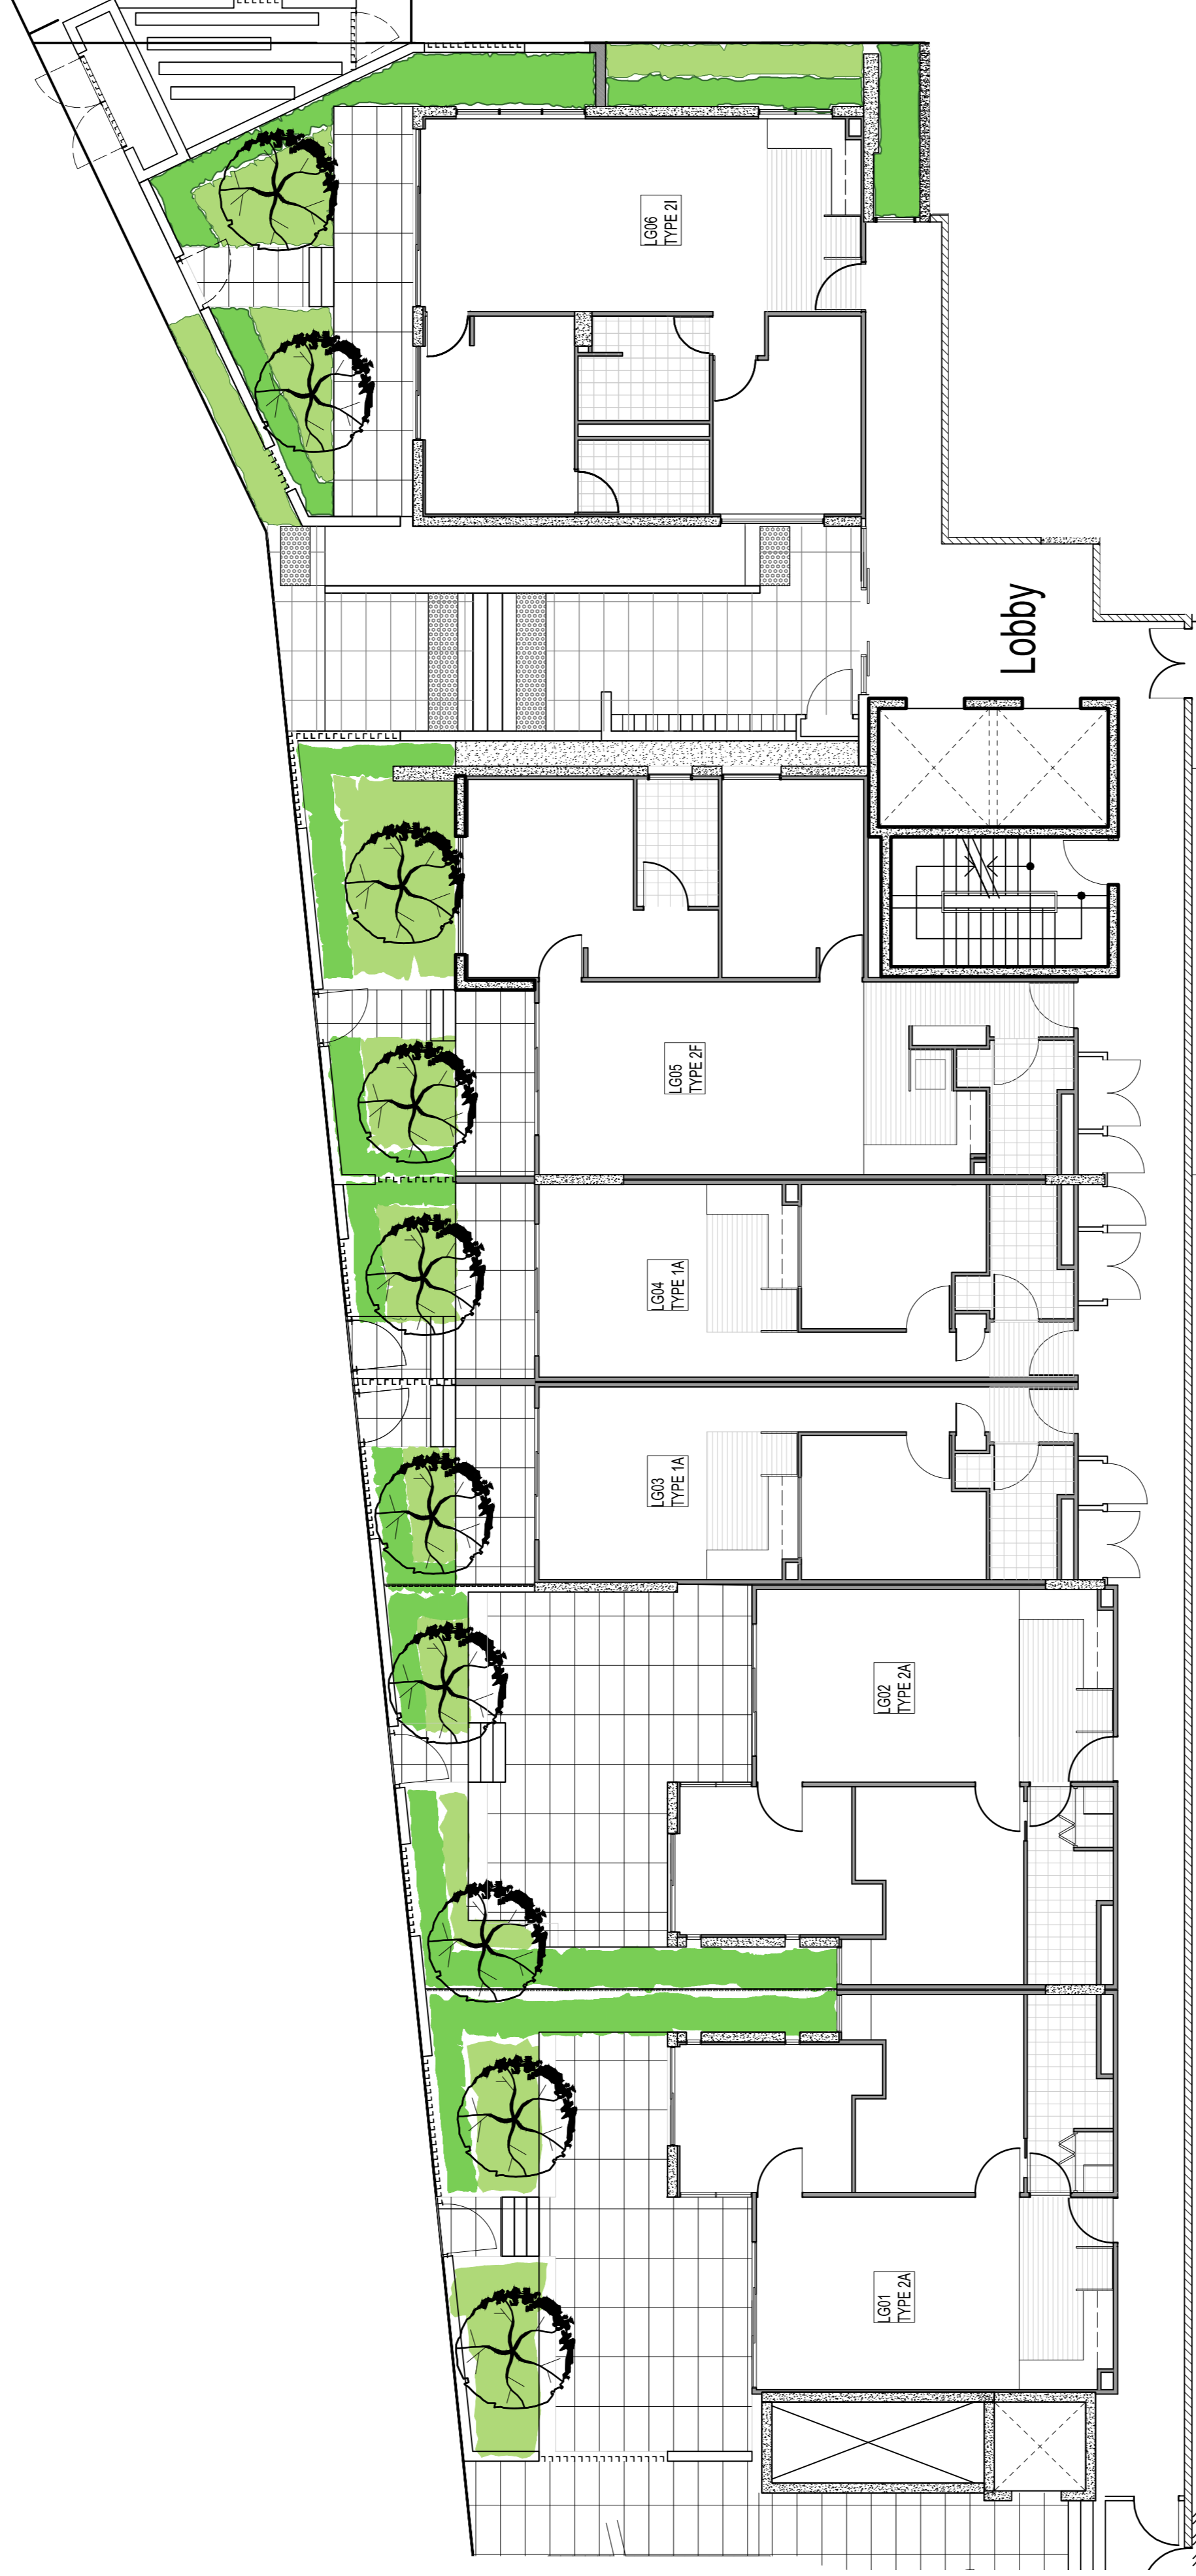 LG06
TYPE 2I
Lobby
LG05
TYPE 2F
LG04
TYPE 1A
LG03
TYPE 1A
LG02
TYPE 2A
LG01
TYPE 2A